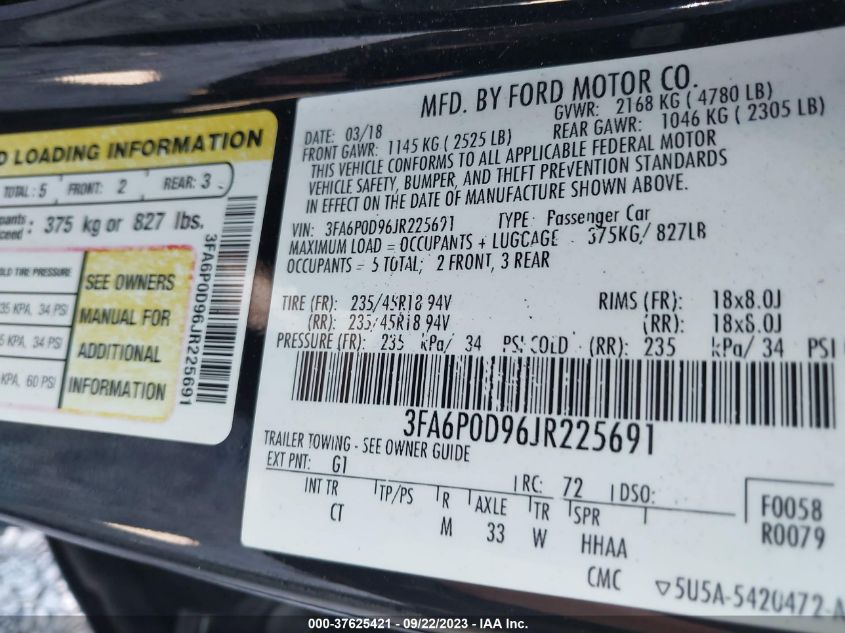 LOADING INFORMATION
TOTAL: 5 FRONT: 2 REAR: 3
375 kg or 827 lbs.
TIRE PRESSURE
SEE OWNERS
MANUAL FOR
ADDITIONAL
INFORMATION
35 KPA, 34 PSI
KPA, 34 PSI
KPA, 60 PSI
3FA6P0D96JR225691
MFD. BY FORD MOTOR CO.
DATE: 03/18 GVWR: 2168 KG (4780 LB)
FRONT GAWR: 1145 KG (2525 LB) REAR GAWR: 1046 KG (2305 LB)
THIS VEHICLE CONFORMS TO ALL APPLICABLE FEDERAL MOTOR
VEHICLE SAFETY, BUMPER, AND THEFT PREVENTION STANDARDS
IN EFFECT ON THE DATE OF MANUFACTURE SHOWN ABOVE.
VIN: 3FA6P0D96JR225691 TYPE: Passenger Car
MAXIMUM LOAD = OCCUPANTS + LUGGAGE 375KG/ 827LB
OCCUPANTS = 5 TOTAL; 2 FRONT, 3 REAR
TIRE (FR): 235/45R18 94V RIMS (FR): 18x8.0J
(RR): 235/45R18 94V (RR): 18x8.0J
PRESSURE (FR): 235 kPa/ 34 PSI COLD (RR): 235 kPa/ 34 PSI
3FA6P0D96JR225691
TRAILER TOWING - SEE OWNER GUIDE
EXT PNT: G1 RC: 72 DSO:
INT TR TP/PS R AXLE TR SPR
CT M 33 W HHAA
CMC
F0058
R0079
5U5A-5420472-A
000-37625421 - 09/22/2023 - IAA Inc.